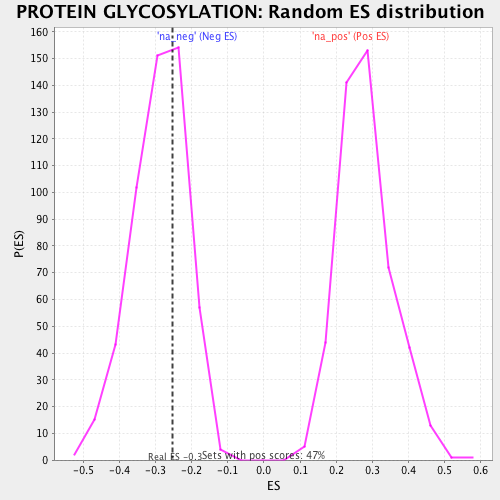 PROTEIN GLYCOSYLATION: Random ES distribution
'na_neg' (Neg ES)
'na_pos' (Pos ES)
160
150
140
130
120
110
100
90
80
70
60
50
40
30
20
10
0
P(ES)
Real ES -0.3
Sets with pos scores: 47%
-0.5 -0.4 -0.3 -0.2 -0.1 0.0 0.1 0.2 0.3 0.4 0.5
ES